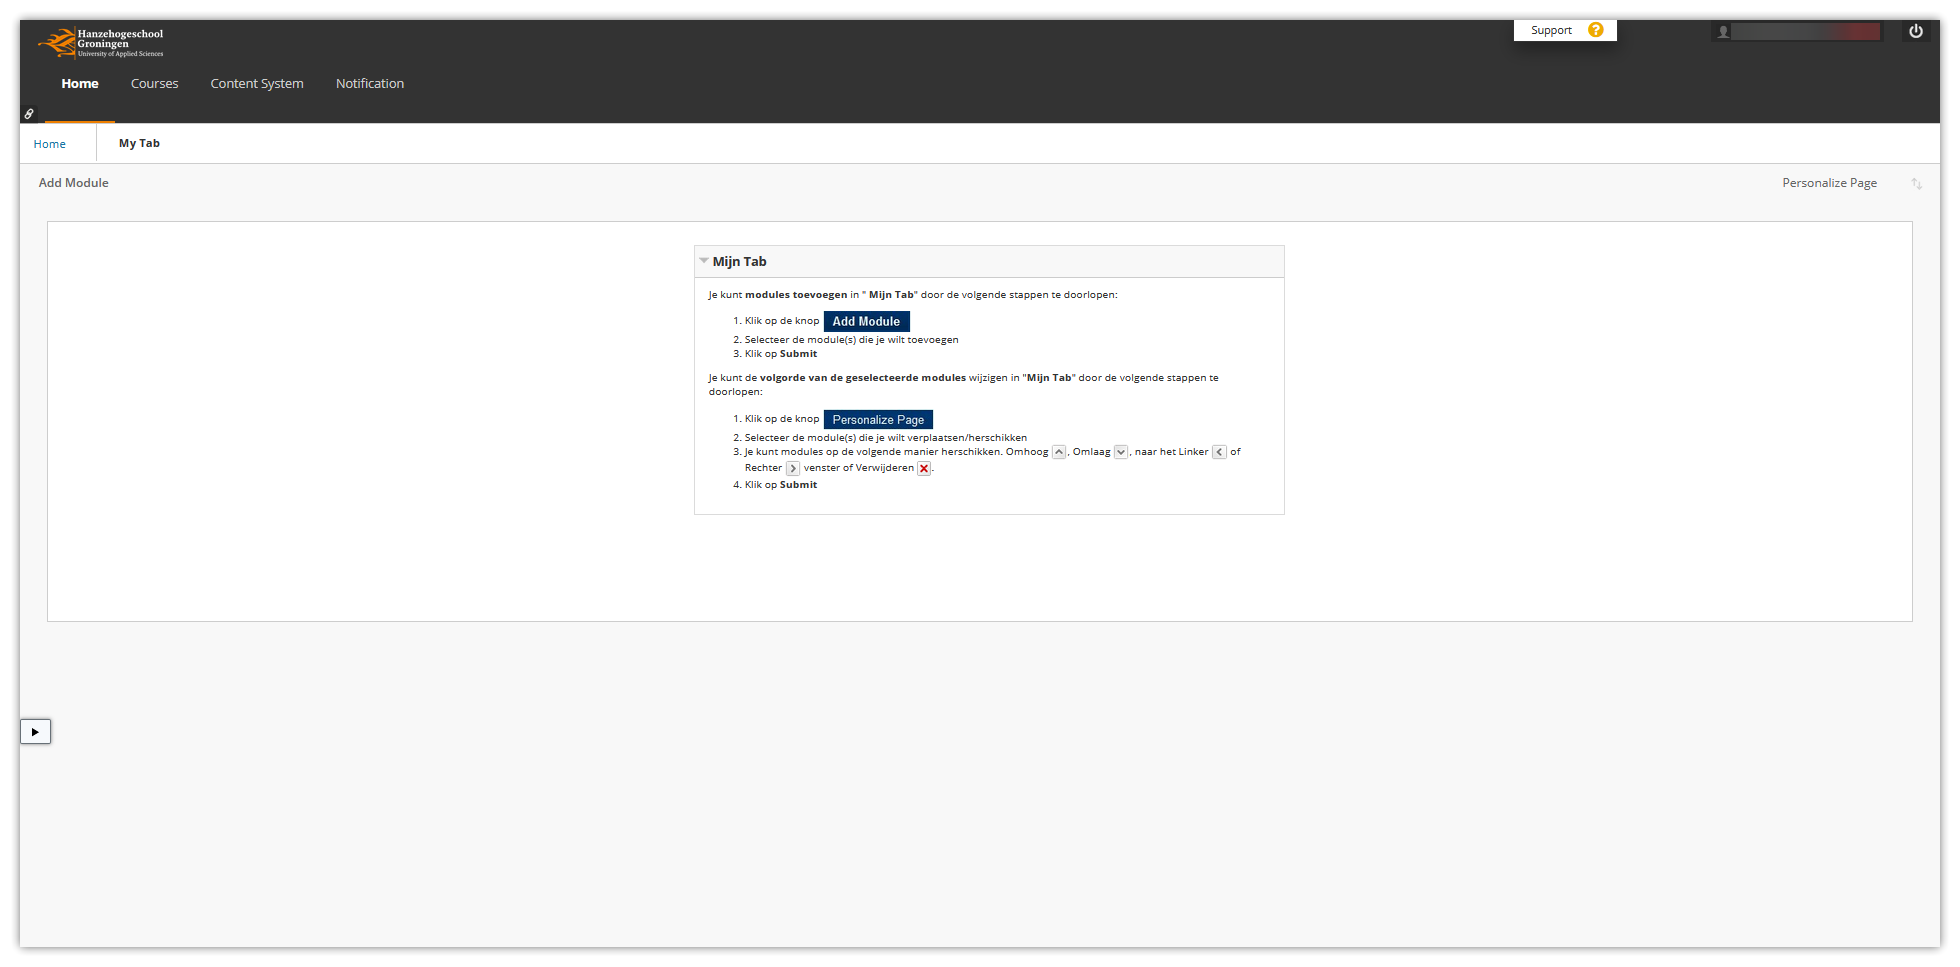 Hanzehogeschool
Groningen
University of Applied Sciences
Support ?
Home Courses Content System Notification
Home My Tab
Add Module Personalize Page
Mijn Tab
Je kunt modules toevoegen in " Mijn Tab" door de volgende stappen te doorlopen:
1. Klik op de knop Add Module
2. Selecteer de module(s) die je wilt toevoegen
3. Klik op Submit
Je kunt de volgorde van de geselecteerde modules wijzigen in "Mijn Tab" door de volgende stappen te
doorlopen:
1. Klik op de knop Personalize Page
2. Selecteer de module(s) die je wilt verplaatsen/herschikken
3. Je kunt modules op de volgende manier herschikken. Omhoog , Omlaag , naar het Linker of
Rechter venster of Verwijderen .
4. Klik op Submit